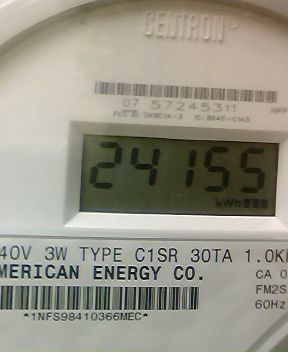 CENTRON®
07 57245311
24155
kWh
40V 3W TYPE C1SR 30TA 1.0K
MERICAN ENERGY CO.
CA 0
FM2S
60Hz
*1NFS98410366MEC*